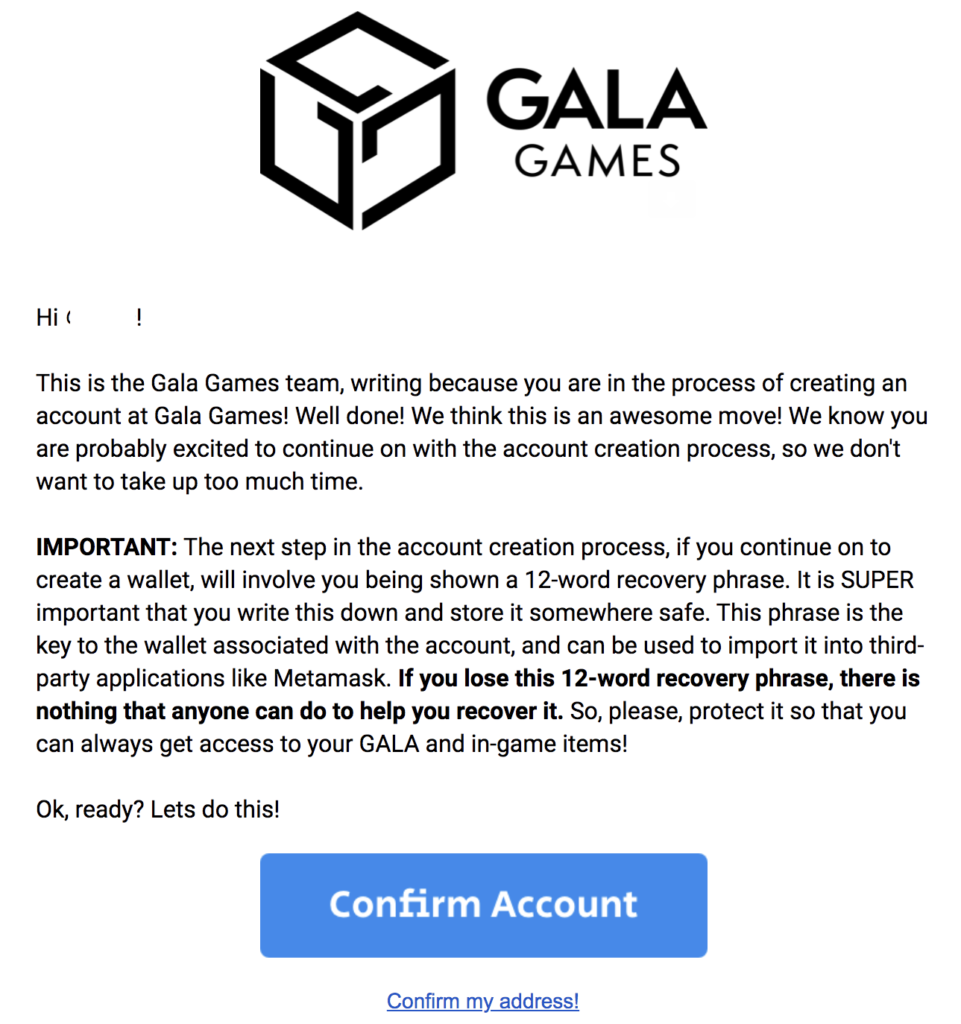 GALA
GAMES
Hi !
This is the Gala Games team, writing because you are in the process of creating an
account at Gala Games! Well done! We think this is an awesome move! We know you
are probably excited to continue on with the account creation process, so we don't
want to take up too much time.
IMPORTANT: The next step in the account creation process, if you continue on to
create a wallet, will involve you being shown a 12-word recovery phrase. It is SUPER
important that you write this down and store it somewhere safe. This phrase is the
key to the wallet associated with the account, and can be used to import it into third-
party applications like Metamask. If you lose this 12-word recovery phrase, there is
nothing that anyone can do to help you recover it. So, please, protect it so that you
can always get access to your GALA and in-game items!
Ok, ready? Lets do this!
Confirm Account
Confirm my address!